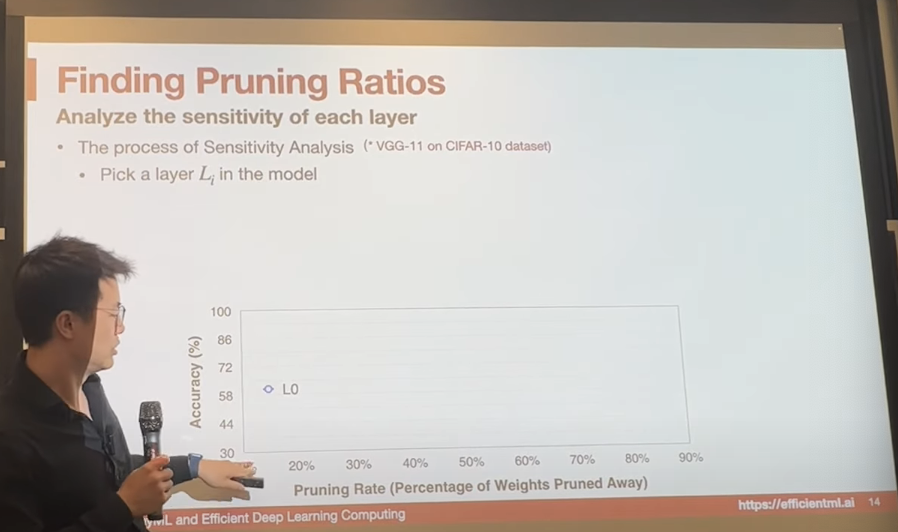 Finding Pruning Ratios
Analyze the sensitivity of each layer
• The process of Sensitivity Analysis (* VGG-11 on CIFAR-10 dataset)
• Pick a layer Lᵢ in the model
100
86
72
58
44
30
Accuracy (%)
L0
20% 30% 40% 50% 60% 70% 80% 90%
Pruning Rate (Percentage of Weights Pruned Away)
and Efficient Deep Learning Computing
https://efficientml.ai 14